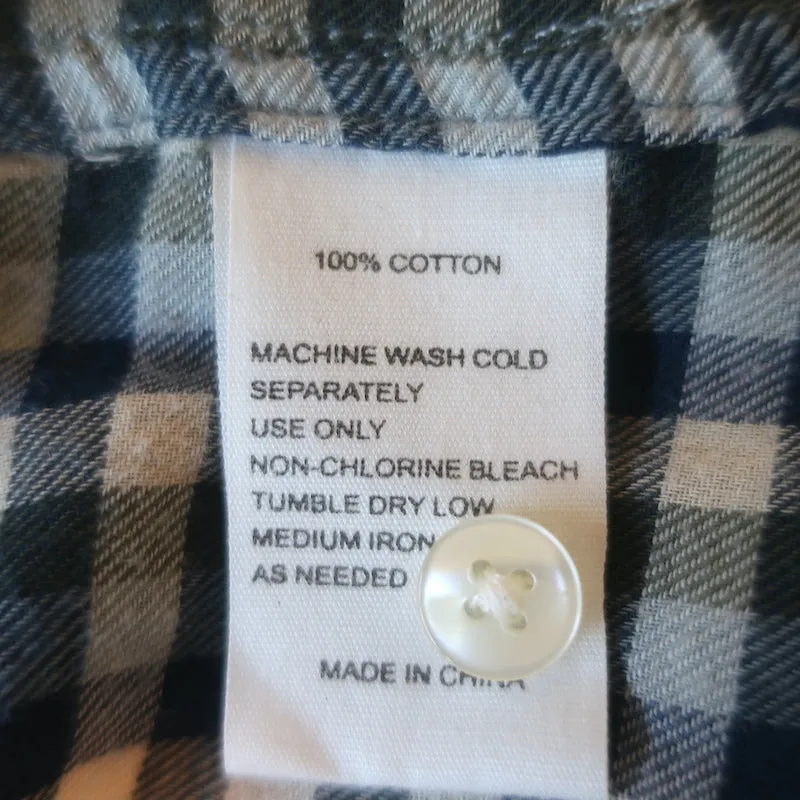 100% COTTON
MACHINE WASH COLD
SEPARATELY
USE ONLY
NON-CHLORINE BLEACH
TUMBLE DRY LOW
MEDIUM IRON
AS NEEDED
MADE IN CHINA